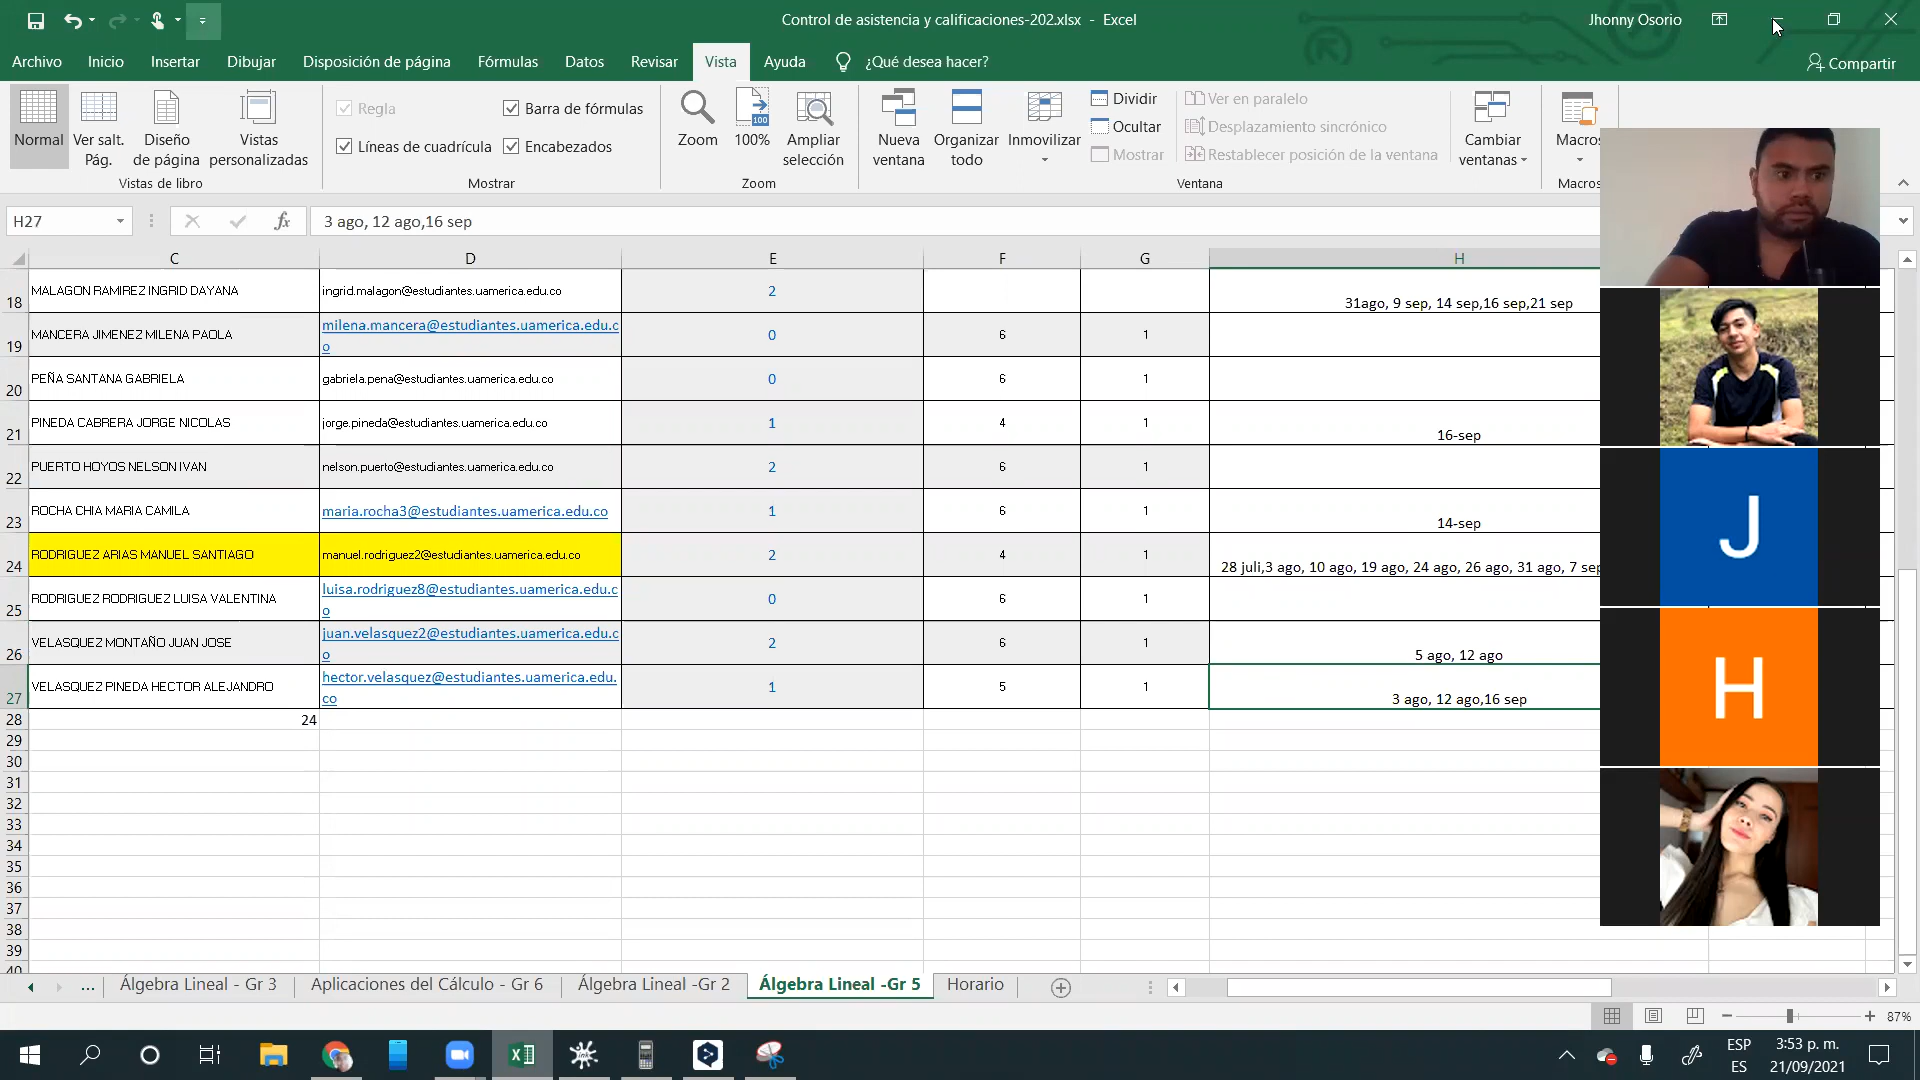 Control de asistencia y calificaciones-202.xlsx - Excel
Jhonny Osorio
Archivo Inicio Insertar Dibujar Disposición de página Fórmulas Datos Revisar Vista Ayuda ¿Qué desea hacer? Compartir
Normal
Ver salt. Pág.
Diseño de página
Vistas personalizadas
Vistas de libro
Regla
Barra de fórmulas
Líneas de cuadrícula
Encabezados
Mostrar
Zoom
100%
Ampliar selección
Zoom
Nueva ventana
Organizar todo
Inmovilizar
Dividir
Ocultar
Mostrar
Ver en paralelo
Desplazamiento sincrónico
Restablecer posición de la ventana
Cambiar ventanas
Ventana
Macros
Macros
H27
fx
3 ago, 12 ago,16 sep
C D E F G H
18 MALAGON RAMIREZ INGRID DAYANA ingrid.malagon@estudiantes.uamerica.edu.co 2 31ago, 9 sep, 14 sep,16 sep,21 sep
19 MANCERA JIMENEZ MILENA PAOLA milena.mancera@estudiantes.uamerica.edu.co 0 6 1
20 PEÑA SANTANA GABRIELA gabriela.pena@estudiantes.uamerica.edu.co 0 6 1
21 PINEDA CABRERA JORGE NICOLAS jorge.pineda@estudiantes.uamerica.edu.co 1 4 1 16-sep
22 PUERTO HOYOS NELSON IVAN nelson.puerto@estudiantes.uamerica.edu.co 2 6 1
23 ROCHA CHIA MARIA CAMILA maria.rocha3@estudiantes.uamerica.edu.co 1 6 1 14-sep
24 RODRIGUEZ ARIAS MANUEL SANTIAGO manuel.rodriguez2@estudiantes.uamerica.edu.co 2 4 1 28 juli,3 ago, 10 ago, 19 ago, 24 ago, 26 ago, 31 ago, 7 sep
25 RODRIGUEZ RODRIGUEZ LUISA VALENTINA luisa.rodriguez8@estudiantes.uamerica.edu.co 0 6 1
26 VELASQUEZ MONTAÑO JUAN JOSE juan.velasquez2@estudiantes.uamerica.edu.co 2 6 1 5 ago, 12 ago
27 VELASQUEZ PINEDA HECTOR ALEJANDRO hector.velasquez@estudiantes.uamerica.edu.co 1 5 1 3 ago, 12 ago,16 sep
28 24
29
30
31
32
33
34
35
36
37
38
39
40
J
H
... Álgebra Lineal - Gr 3 Aplicaciones del Cálculo - Gr 6 Álgebra Lineal -Gr 2 Álgebra Lineal -Gr 5 Horario
87%
ESP
ES
3:53 p. m.
21/09/2021